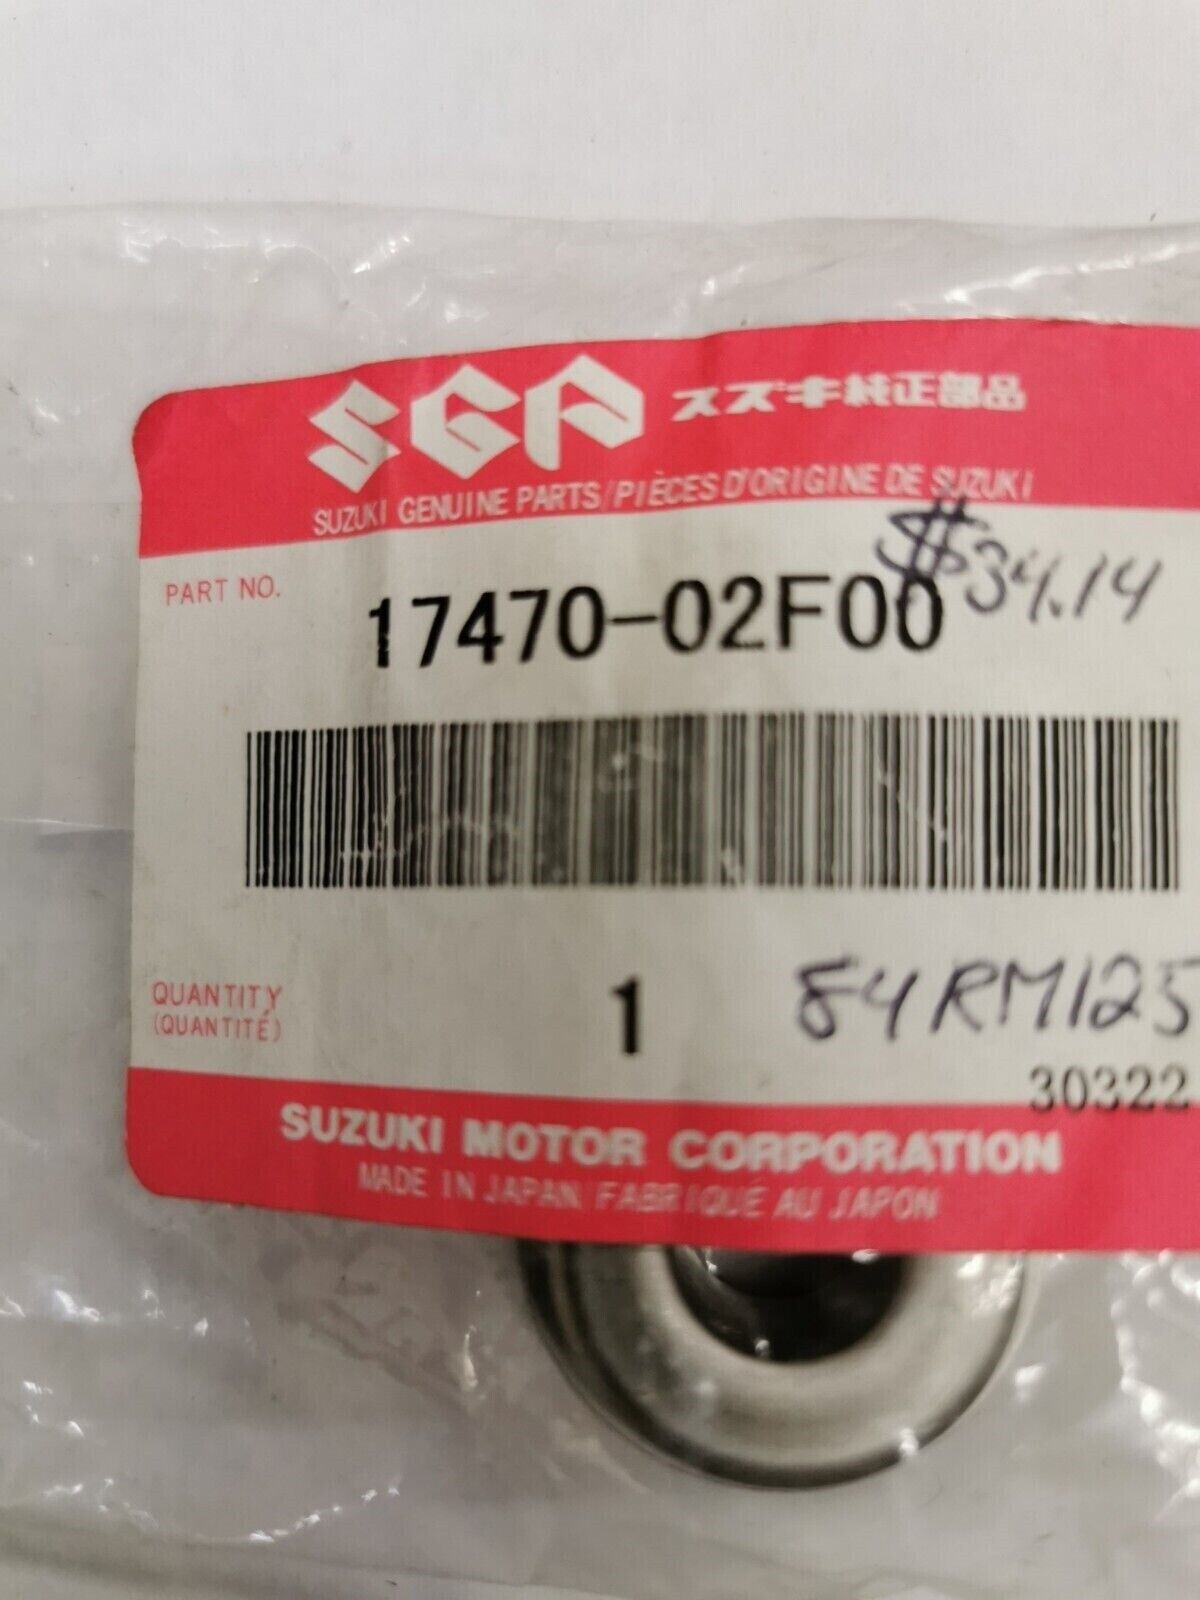 SGP スズキ純正部品
SUZUKI GENUINE PARTS/PIÈCES D'ORIGINE DE SUZUKI
$34.14
PART NO. 17470-02F00
QUANTITY
(QUANTITÉ)
1
84 RM125
30322
SUZUKI MOTOR CORPORATION
MADE IN JAPAN/FABRIQUÉ AU JAPON